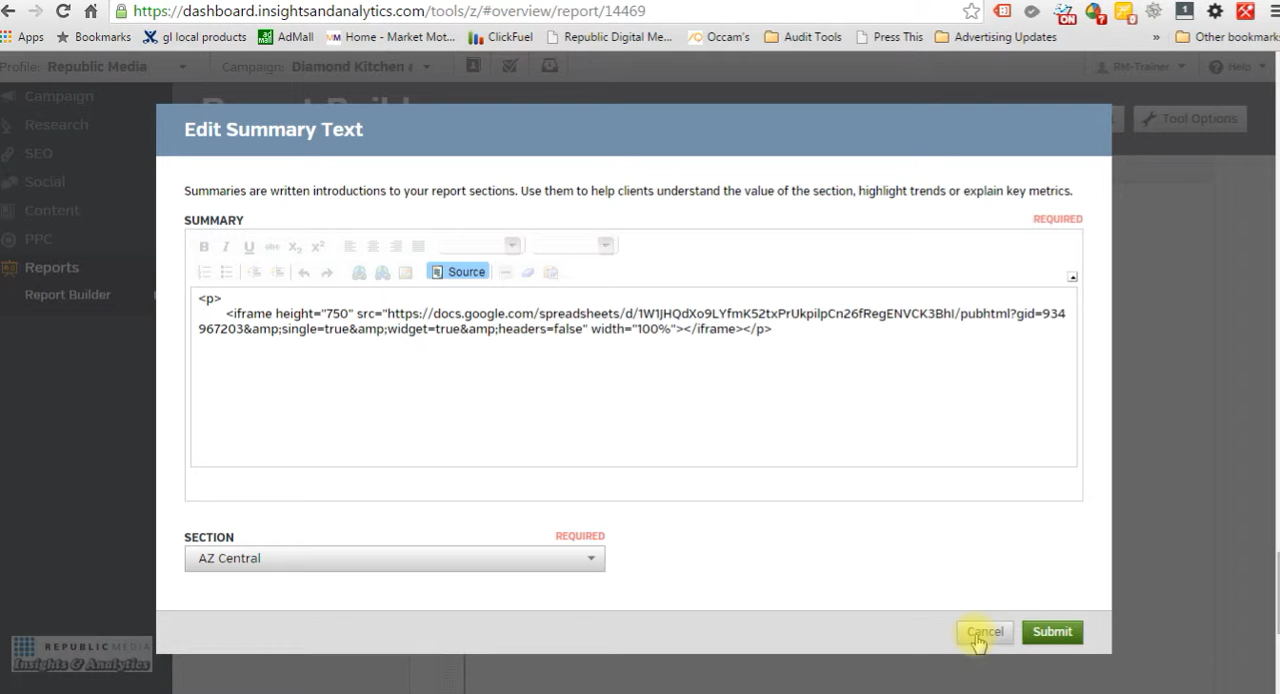 https://dashboard.insightsandanalytics.com/tools/z/#overview/report/14469
Apps Bookmarks gl local products AdMall Home - Market Mot... ClickFuel Republic Digital Me... Occam's Audit Tools Press This Advertising Updates » Other bookmarks
Profile: Republic Media Campaign: Diamond Kitchen RM-Trainer Help
Campaign
Research
SEO
Social
Content
PPC
Reports
Report Builder
Tool Options
Edit Summary Text
Summaries are written introductions to your report sections. Use them to help clients understand the value of the section, highlight trends or explain key metrics.
SUMMARY REQUIRED
B I U abc X₂ X²
Source
<p>
<iframe height="750" src="https://docs.google.com/spreadsheets/d/1W1JHQdXo9LYfmK52txPrUkpilpCn26fRegENVCK3BhI/pubhtml?gid=934
967203&amp;single=true&amp;widget=true&amp;headers=false" width="100%"></iframe></p>
SECTION REQUIRED
AZ Central
Cancel Submit
REPUBLIC MEDIA
Insights & Analytics